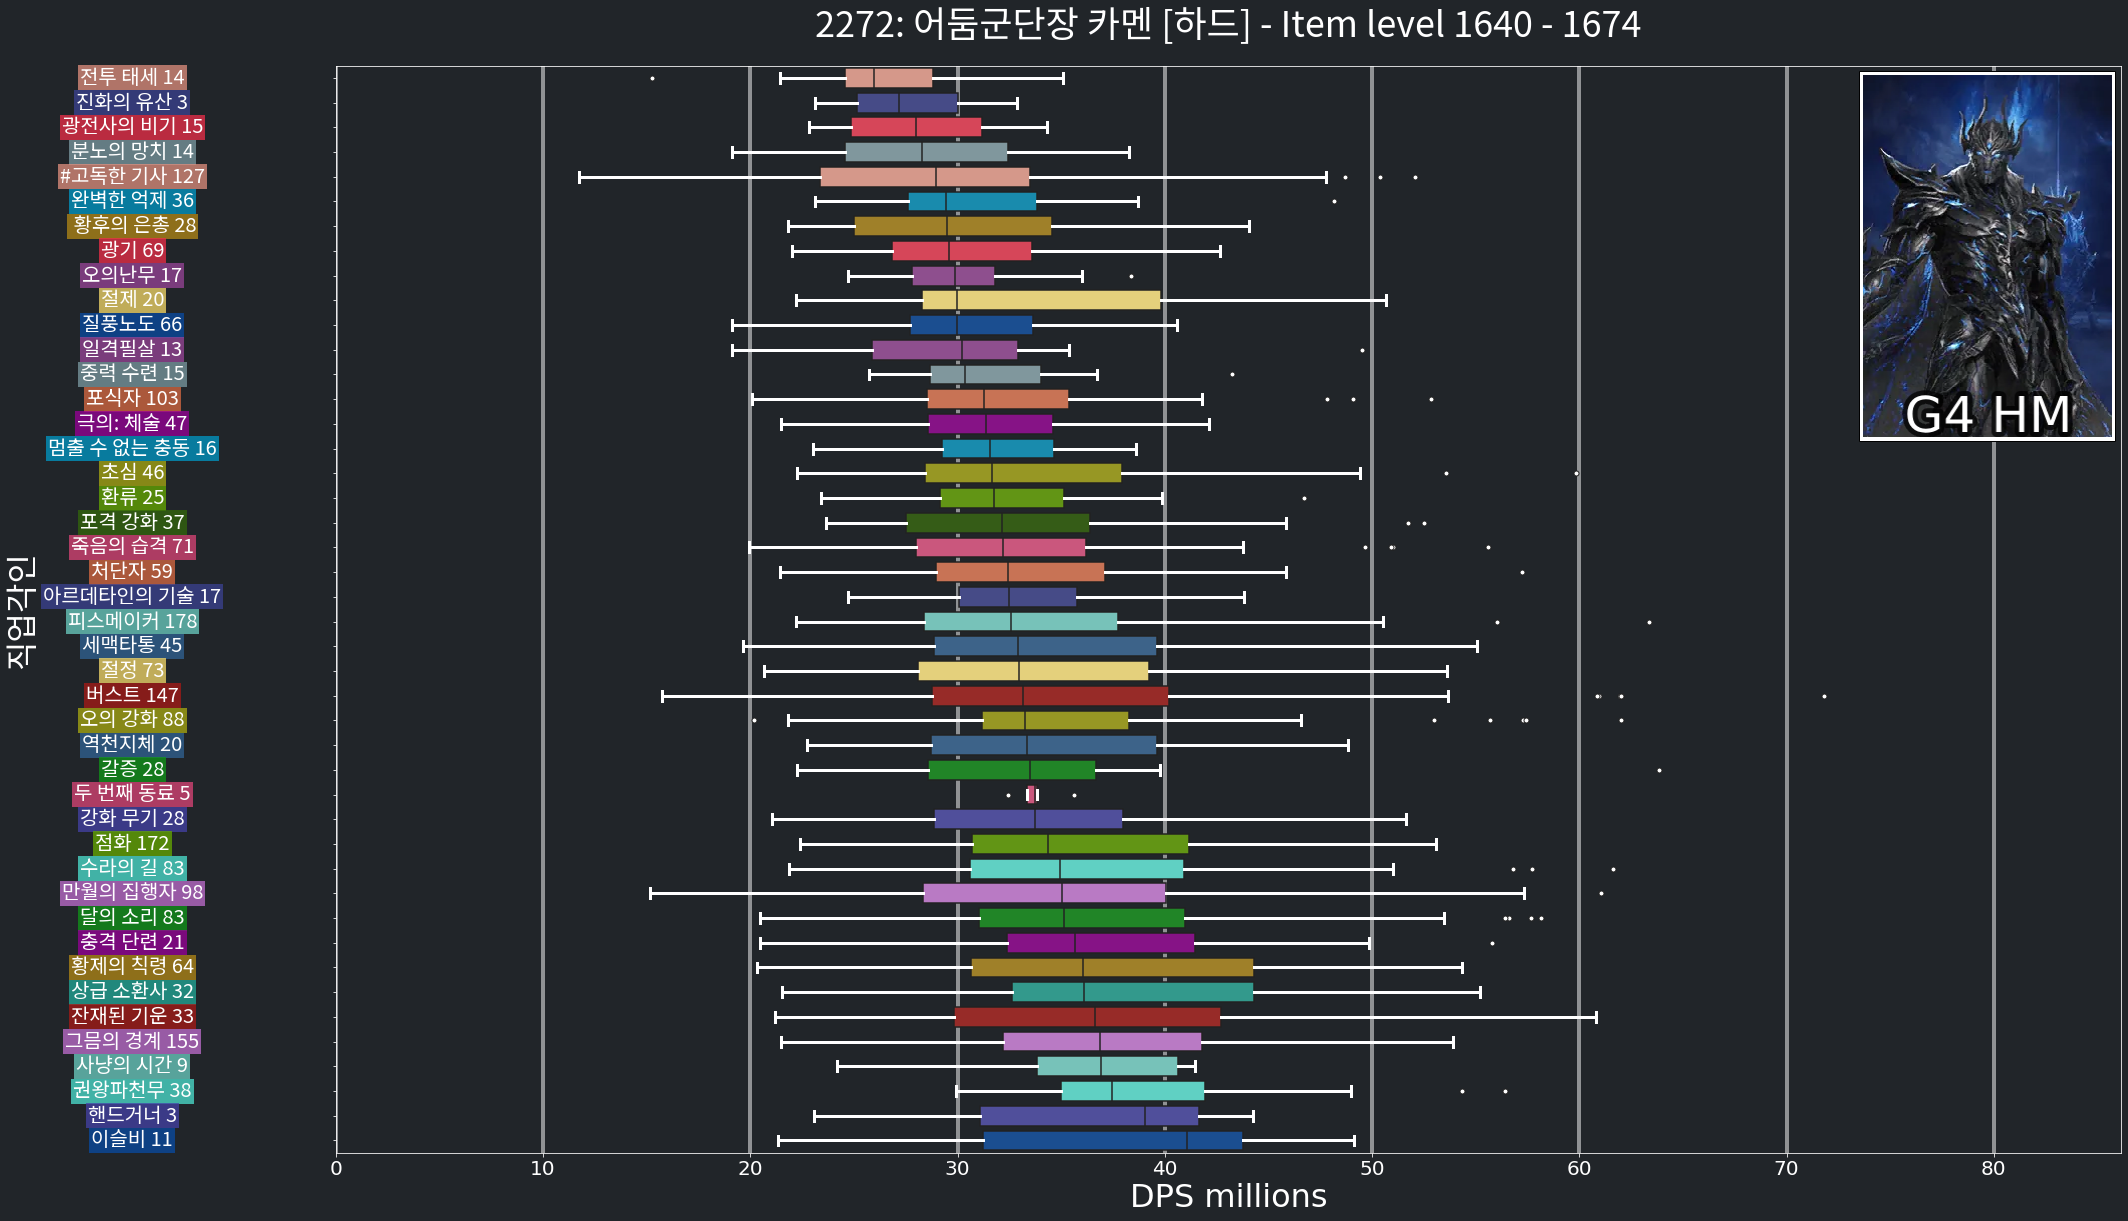 2272: 어둠군단장 카멘 [하드] - Item level 1640 - 1674
전투 태세 14
진화의 유산 3
광전사의 비기 15
분노의 망치 14
#고독한 기사 127
완벽한 억제 36
황후의 은총 28
광기 69
오의난무 17
절제 20
질풍노도 66
일격필살 13
중력 수련 15
포식자 103
극의: 체술 47
멈출 수 없는 충동 16
초심 46
환류 25
포격 강화 37
죽음의 습격 71
처단자 59
아르데타인의 기술 17
피스메이커 178
세맥타통 45
절정 73
버스트 147
오의 강화 88
역천지체 20
갈증 28
두 번째 동료 5
강화 무기 28
점화 172
수라의 길 83
만월의 집행자 98
달의 소리 83
충격 단련 21
황제의 칙령 64
상급 소환사 32
잔재된 기운 33
그믐의 경계 155
사냥의 시간 9
권왕파천무 38
핸드거너 3
이슬비 11
직업각인
G4 HM
0 10 20 30 40 50 60 70 80
DPS millions